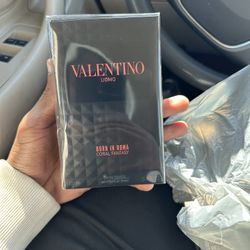 VALENTINO
UOMO
BORN IN ROMA
CORAL FANTASY